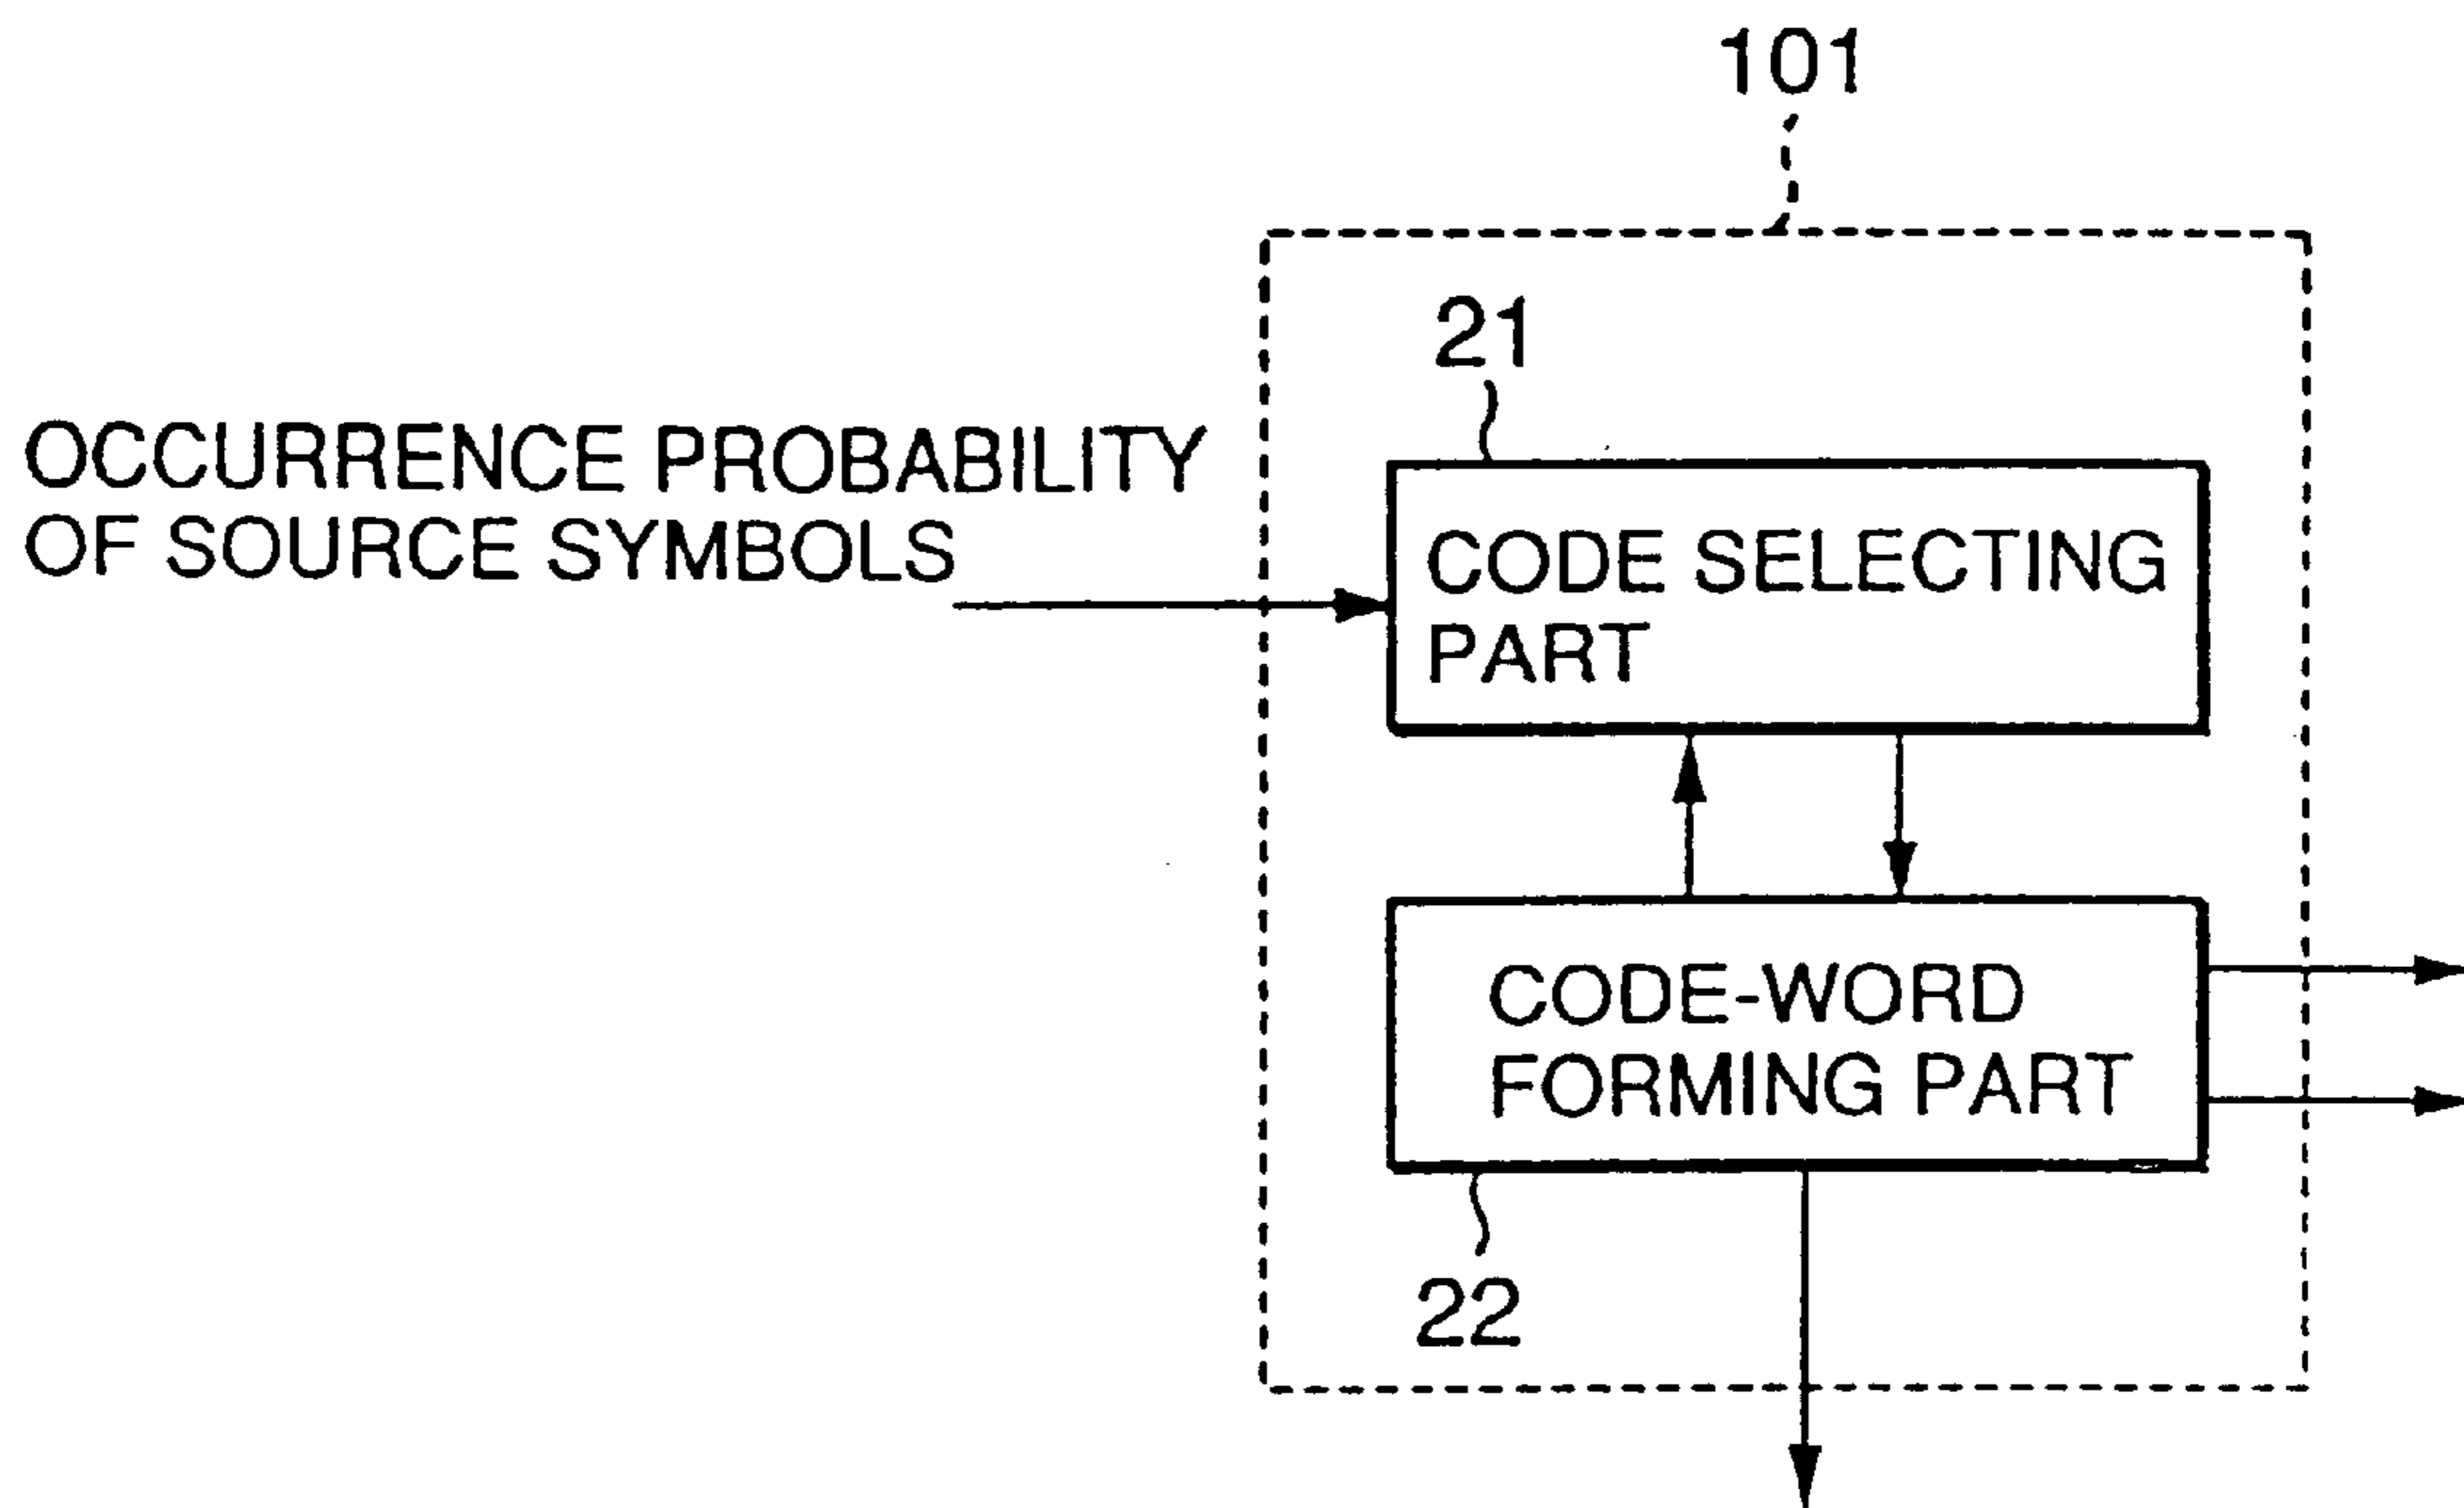 101
21
OCCURRENCE PROBABILITY
OF SOURCE SYMBOLS
CODE SELECTING
PART
CODE-WORD
FORMING PART
22